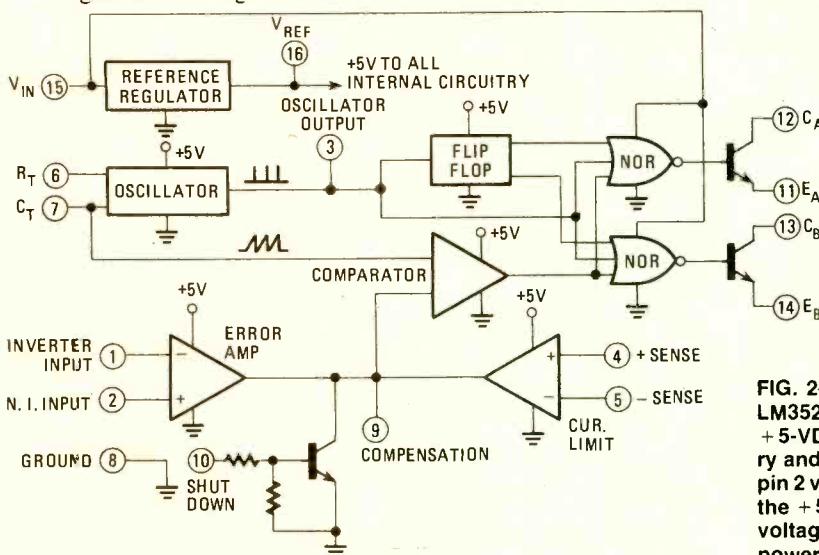 V_REF
16
V_IN 15
REFERENCE
REGULATOR
+5V TO ALL
INTERNAL CIRCUITRY
OSCILLATOR
OUTPUT
3
+5V
FLIP
FLOP
NOR
12 C_A
11 E_A
+5V
R_T 6
OSCILLATOR
C_T 7
13 C_B
NOR
14 E_B
+5V
COMPARATOR
+5V
ERROR
AMP
INVERTER
INPUT 1
−
N. I. INPUT 2
+
+5V
+ 4 + SENSE
− 5 − SENSE
CUR.
LIMIT
9
COMPENSATION
GROUND 8
10
SHUT
DOWN
FIG. 2-
LM352
+5-VD
ry and
pin 2 v
the +5
voltag
power